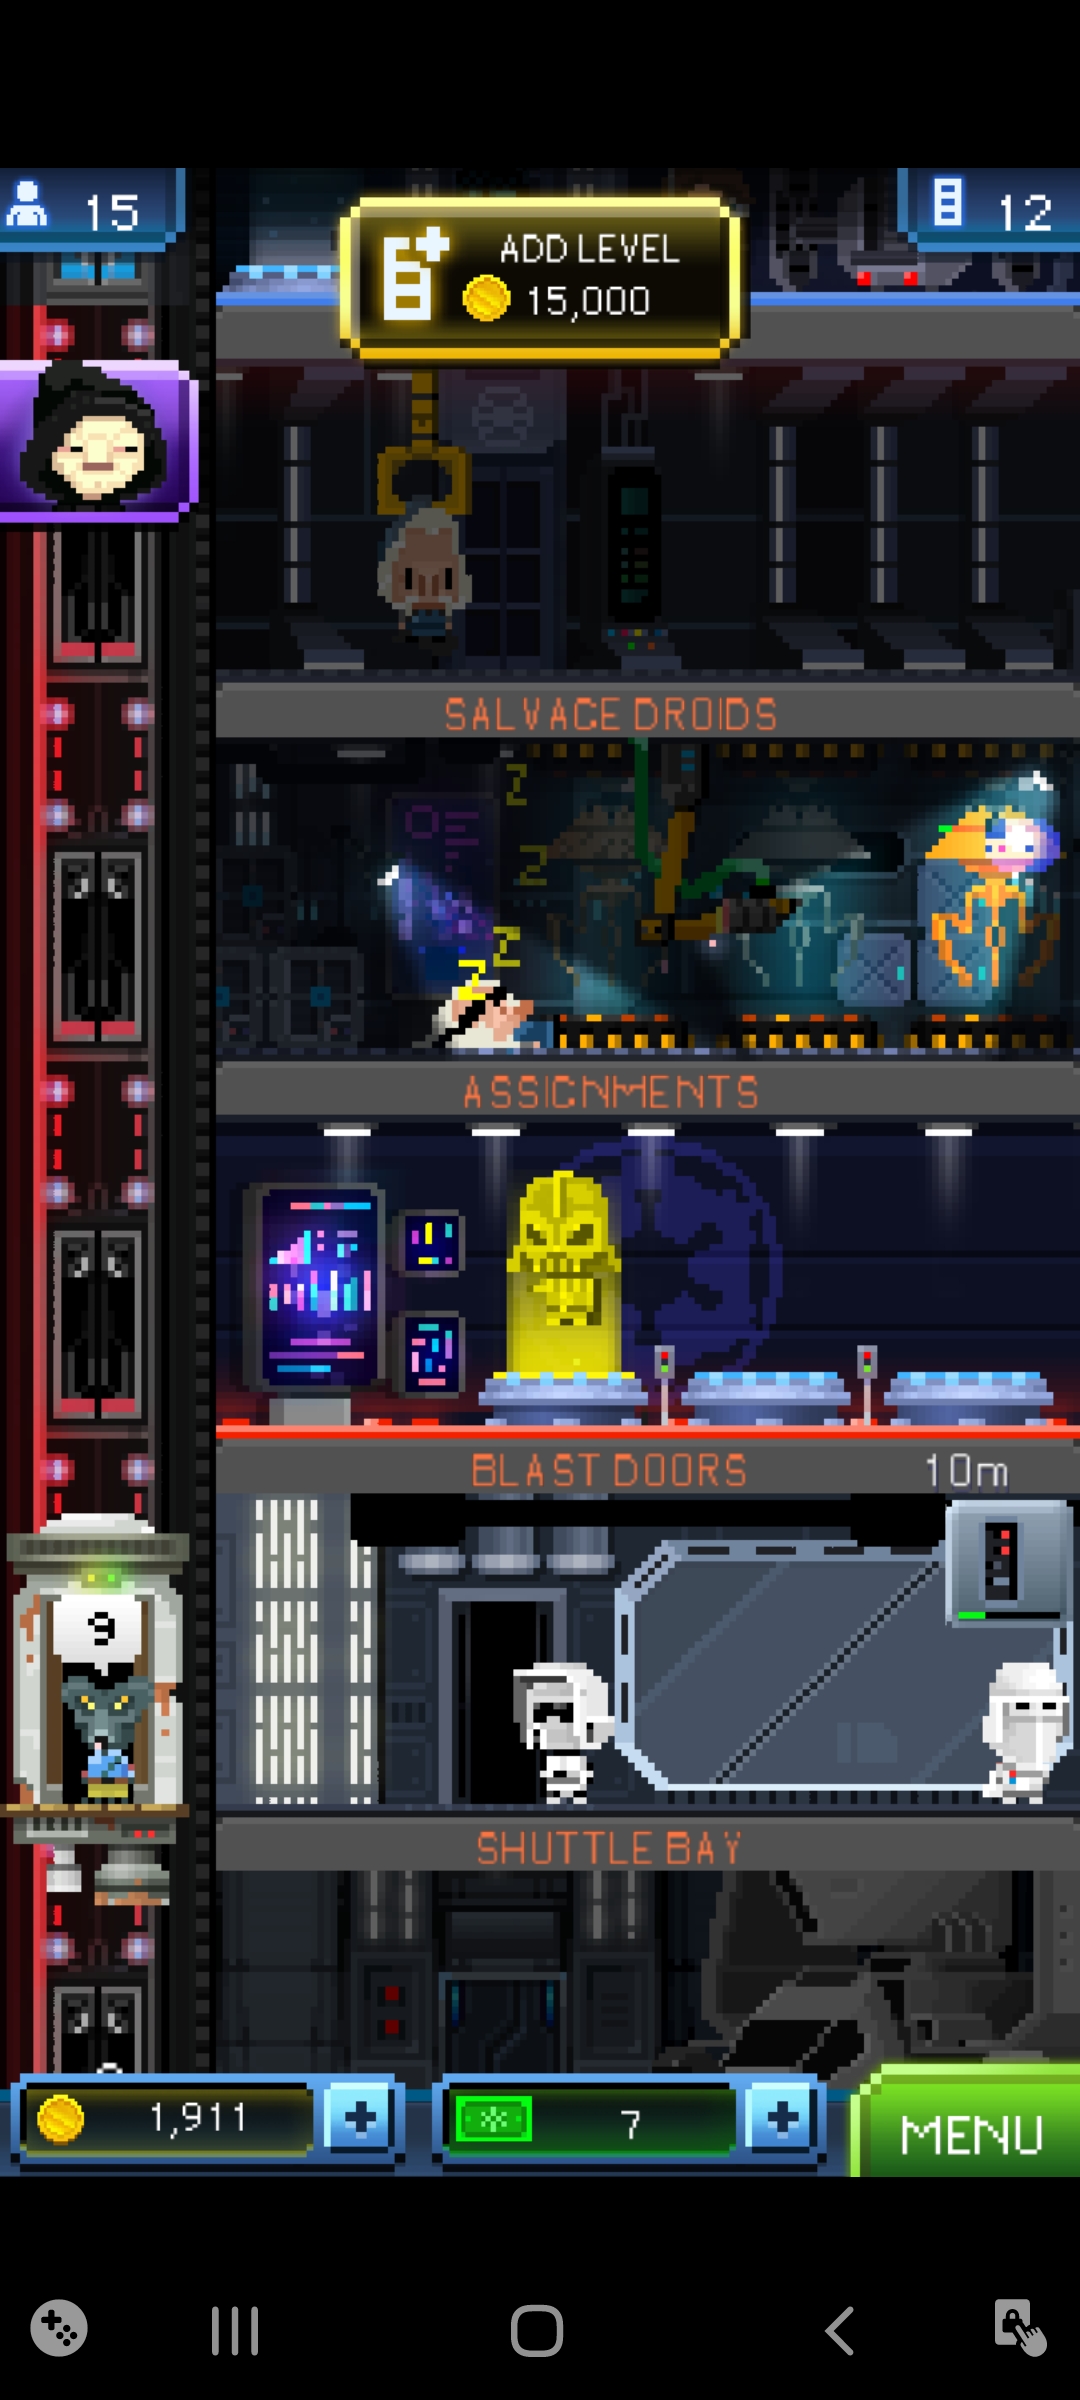 15
12
ADD LEVEL
15,000
SALVAGE DROIDS
Z
Z
Z
Z
ASSIGNMENTS
BLAST DOORS 10m
9
SHUTTLE BAY
1,911
7
MENU